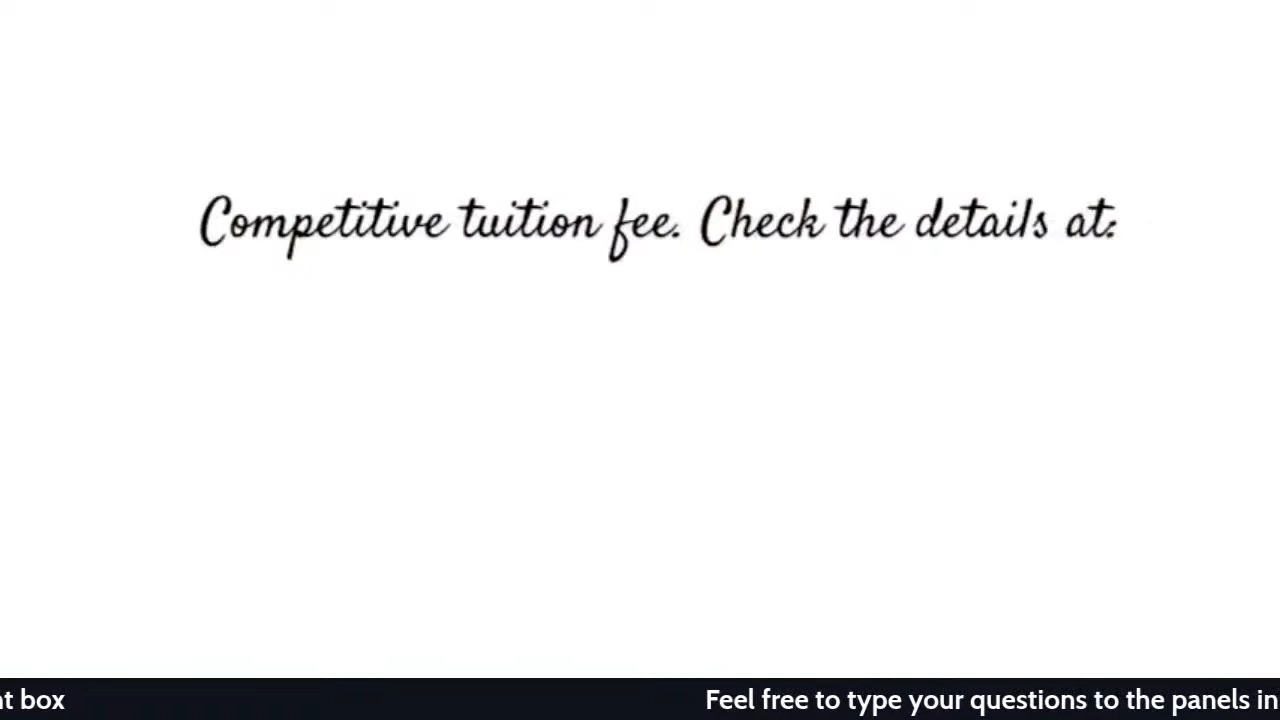 Competitive tuition fee. Check the details at:
box Feel free to type your questions to the panels in